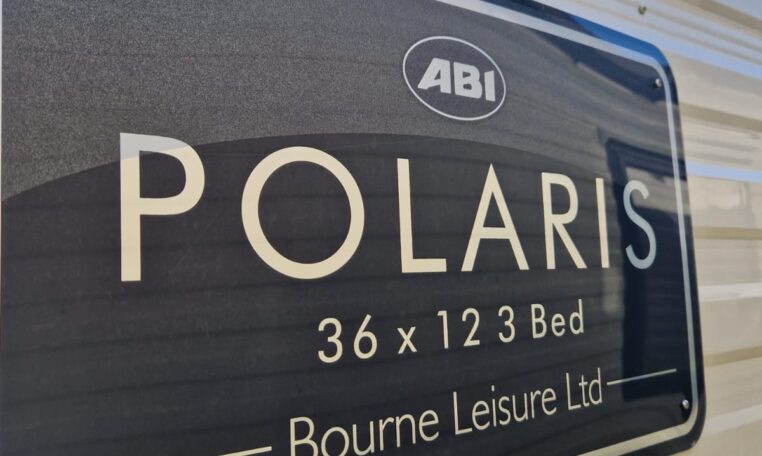 ABI
POLARIS
36 x 12 3 Bed
Bourne Leisure Ltd